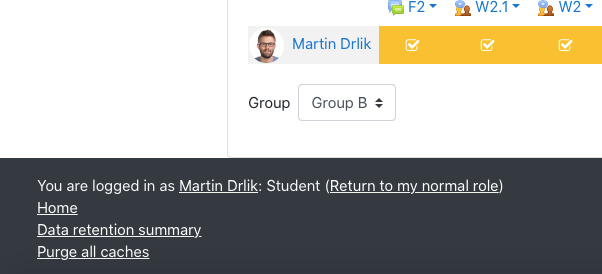 F2 W2.1 W2
Martin Drlik
Group Group B
You are logged in as Martin Drlik: Student (Return to my normal role)
Home
Data retention summary
Purge all caches